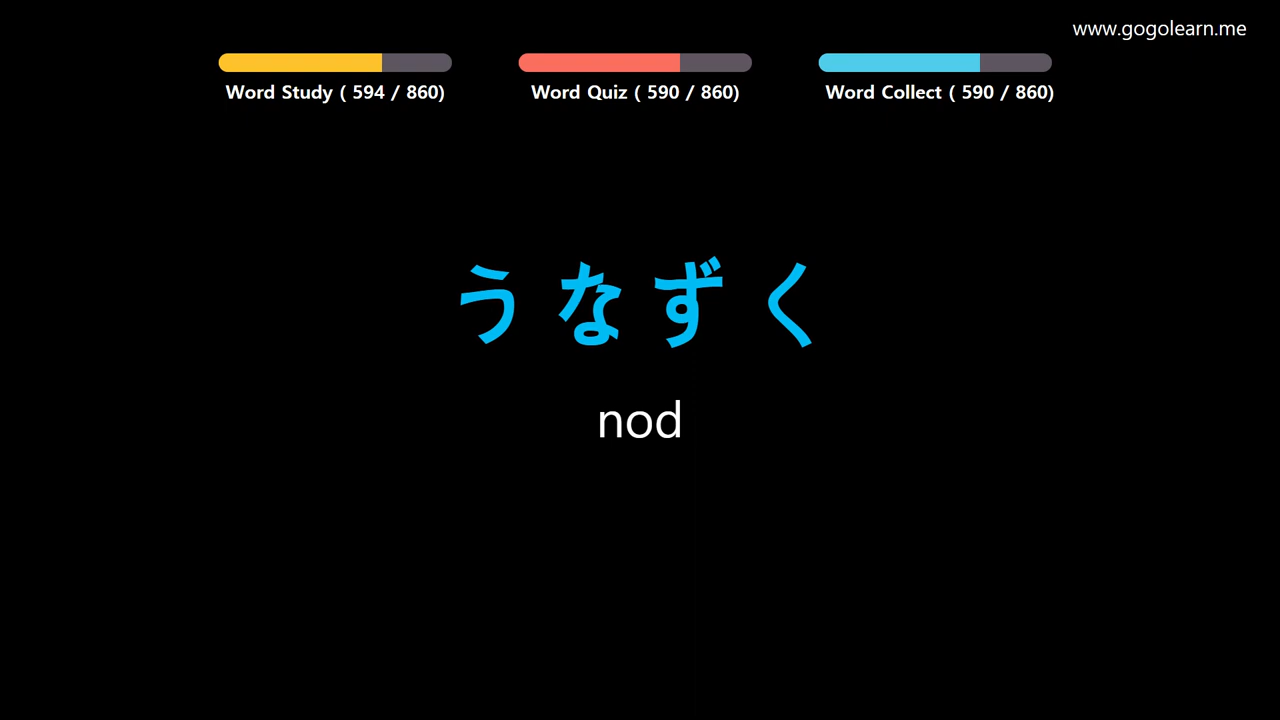 www.gogolearn.me
Word Study ( 594 / 860)
Word Quiz ( 590 / 860)
Word Collect ( 590 / 860)
うなずく
nod